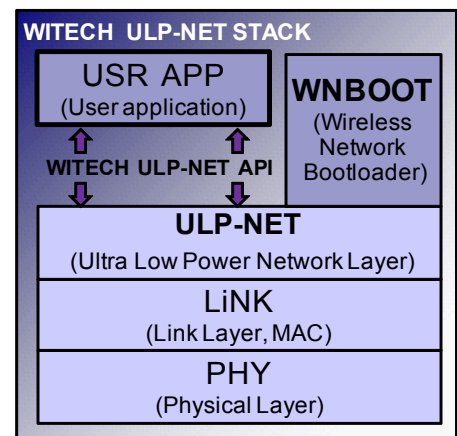 WITECH ULP-NET STACK
USR APP
(User application)
WNBOOT
(Wireless
Network
Bootloader)
WITECH ULP-NET API
ULP-NET
(Ultra Low Power Network Layer)
LiNK
(Link Layer, MAC)
PHY
(Physical Layer)